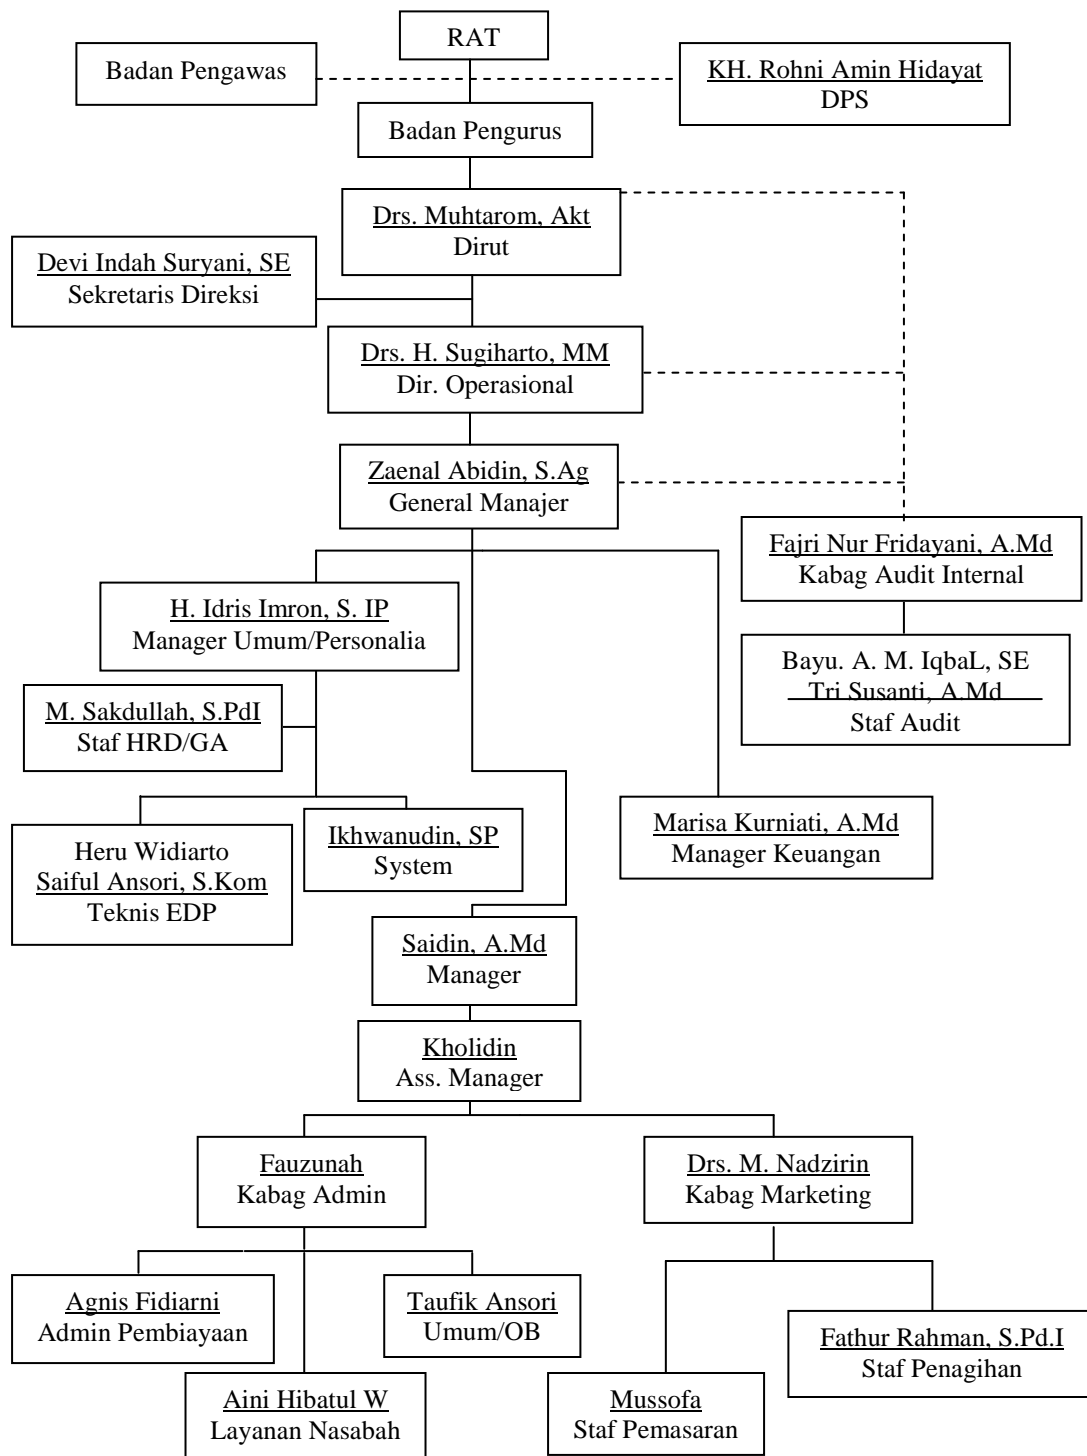 RAT
Badan Pengawas
KH. Rohni Amin Hidayat
DPS
Badan Pengurus
Drs. Muhtarom, Akt
Dirut
Devi Indah Suryani, SE
Sekretaris Direksi
Drs. H. Sugiharto, MM
Dir. Operasional
Zaenal Abidin, S.Ag
General Manajer
Fajri Nur Fridayani, A.Md
Kabag Audit Internal
H. Idris Imron, S. IP
Manager Umum/Personalia
Bayu. A. M. IqbaL, SE
Tri Susanti, A.Md
Staf Audit
M. Sakdullah, S.PdI
Staf HRD/GA
Heru Widiarto
Saiful Ansori, S.Kom
Teknis EDP
Ikhwanudin, SP
System
Marisa Kurniati, A.Md
Manager Keuangan
Saidin, A.Md
Manager
Kholidin
Ass. Manager
Fauzunah
Kabag Admin
Drs. M. Nadzirin
Kabag Marketing
Agnis Fidiarni
Admin Pembiayaan
Taufik Ansori
Umum/OB
Fathur Rahman, S.Pd.I
Staf Penagihan
Aini Hibatul W
Layanan Nasabah
Mussofa
Staf Pemasaran